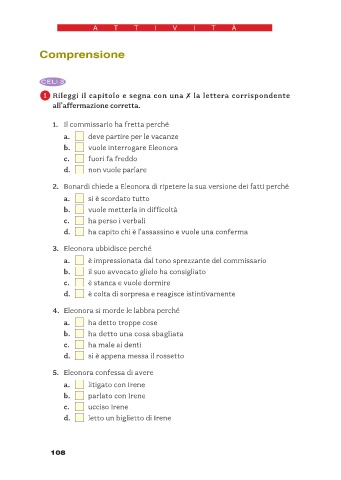 A T T I V I T À
Comprensione
CELI 3
1 Rileggi il capitolo e segna con una ✗ la lettera corrispondente
all'affermazione corretta.
1. Il commissario ha fretta perché
a. deve partire per le vacanze
b. vuole interrogare Eleonora
c. fuori fa freddo
d. non vuole parlare
2. Bonardi chiede a Eleonora di ripetere la sua versione dei fatti perché
a. si è scordato tutto
b. vuole metterla in difficoltà
c. ha perso i verbali
d. ha capito chi è l'assassino e vuole una conferma
3. Eleonora ubbidisce perché
a. è impressionata dal tono sprezzante del commissario
b. il suo avvocato glielo ha consigliato
c. è stanca e vuole dormire
d. è colta di sorpresa e reagisce istintivamente
4. Eleonora si morde le labbra perché
a. ha detto troppe cose
b. ha detto una cosa sbagliata
c. ha male ai denti
d. si è appena messa il rossetto
5. Eleonora confessa di avere
a. litigato con Irene
b. parlato con Irene
c. ucciso Irene
d. letto un biglietto di Irene
108